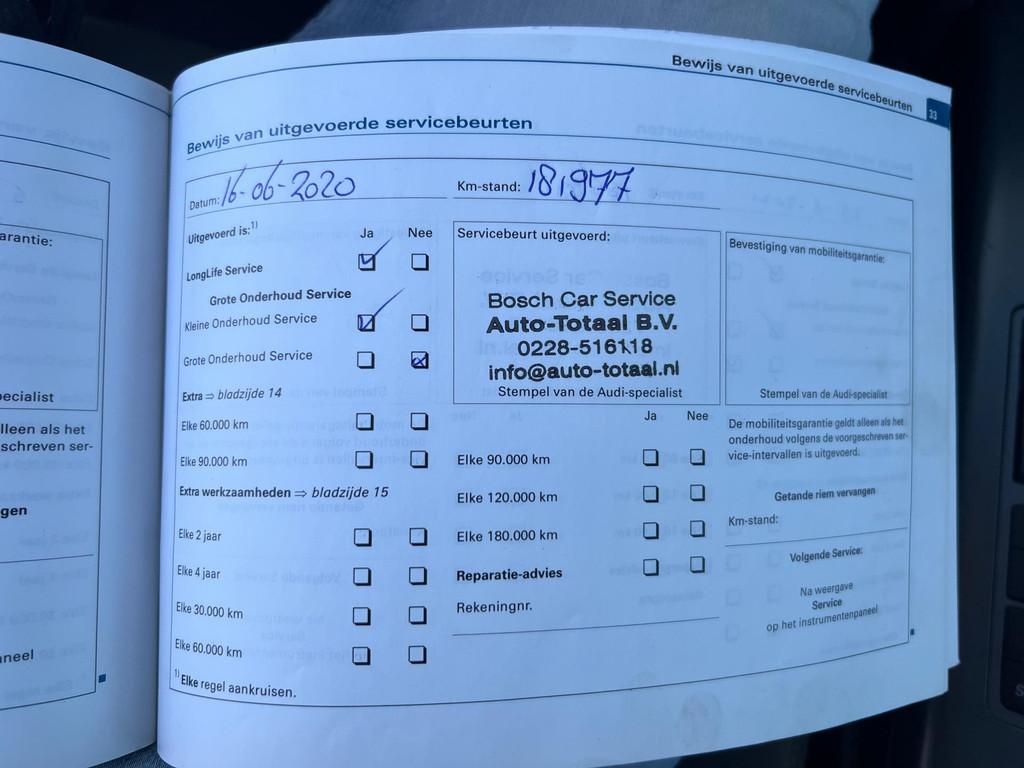 arantie:
ecialist
lleen als het
schreven ser-
gen
neel
Bewijs van uitgevoerde servicebeurten
33
Bewijs van uitgevoerde servicebeurten
Datum: 16-06-2020
Km-stand: 181977
Uitgevoerd is:1)
Ja Nee
LongLife Service
Grote Onderhoud Service
Kleine Onderhoud Service
Grote Onderhoud Service
Extra ⇒ bladzijde 14
Elke 60.000 km
Elke 90.000 km
Extra werkzaamheden ⇒ bladzijde 15
Elke 2 jaar
Elke 4 jaar
Elke 30.000 km
Elke 60.000 km
1) Elke regel aankruisen.
Servicebeurt uitgevoerd:
Bosch Car Service
Auto-Totaal B.V.
0228-516118
info@auto-totaal.nl
Stempel van de Audi-specialist
Ja Nee
Elke 90.000 km
Elke 120.000 km
Elke 180.000 km
Reparatie-advies
Rekeningnr.
Bevestiging van mobiliteitsgarantie:
Stempel van de Audi-specialist
De mobiliteitsgarantie geldt alleen als het
onderhoud volgens de voorgeschreven ser-
vice-intervallen is uitgevoerd.
Getande riem vervangen
Km-stand:
Volgende Service:
Na weergave
Service
op het instrumentenpaneel